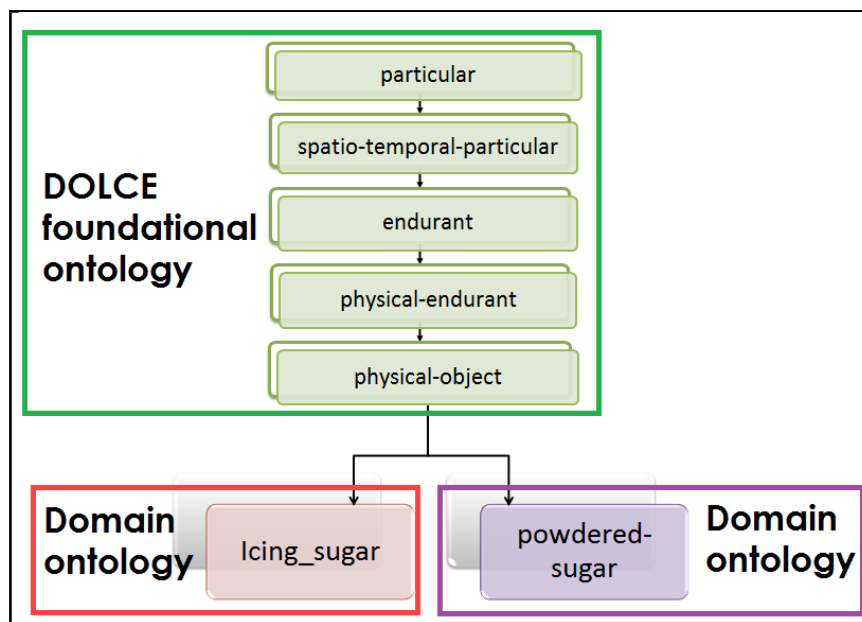 particular
spatio-temporal-particular
DOLCE
foundational
ontology
endurant
physical-endurant
physical-object
Domain
ontology
Icing_sugar
powdered-
sugar
Domain
ontology